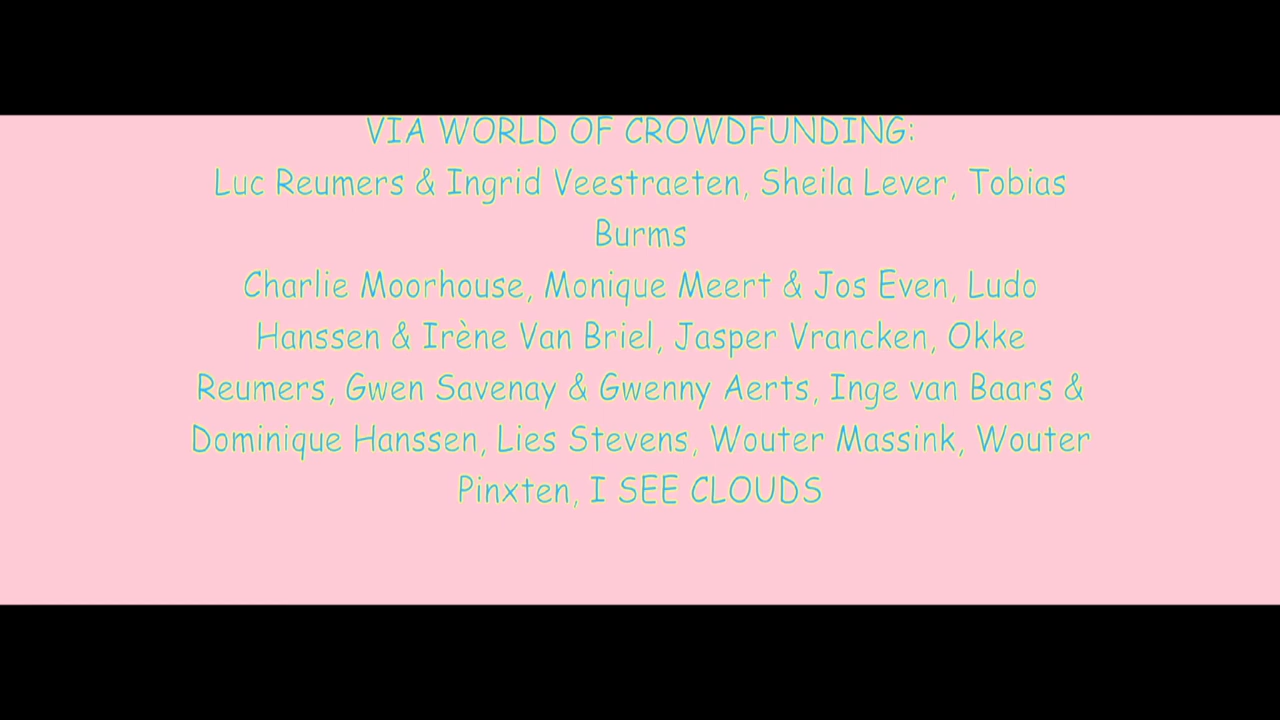 VIA WORLD OF CROWDFUNDING:
Luc Reumers & Ingrid Veestraeten, Sheila Lever, Tobias
Burms
Charlie Moorhouse, Monique Meert & Jos Even, Ludo
Hanssen & Irène Van Briel, Jasper Vrancken, Okke
Reumers, Gwen Savenay & Gwenny Aerts, Inge van Baars &
Dominique Hanssen, Lies Stevens, Wouter Massink, Wouter
Pinxten, I SEE CLOUDS